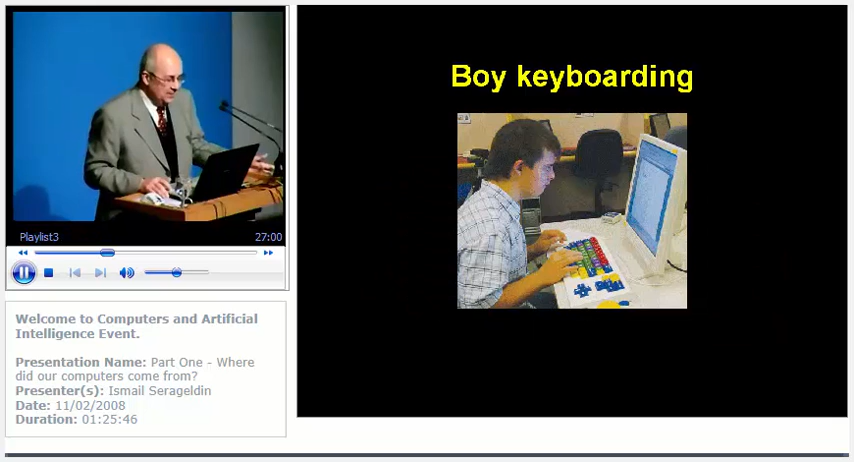 Boy keyboarding
Playlist3
27:00
Welcome to Computers and Artificial
Intelligence Event.
Presentation Name: Part One - Where
did our computers come from?
Presenter(s): Ismail Serageldin
Date: 11/02/2008
Duration: 01:25:46